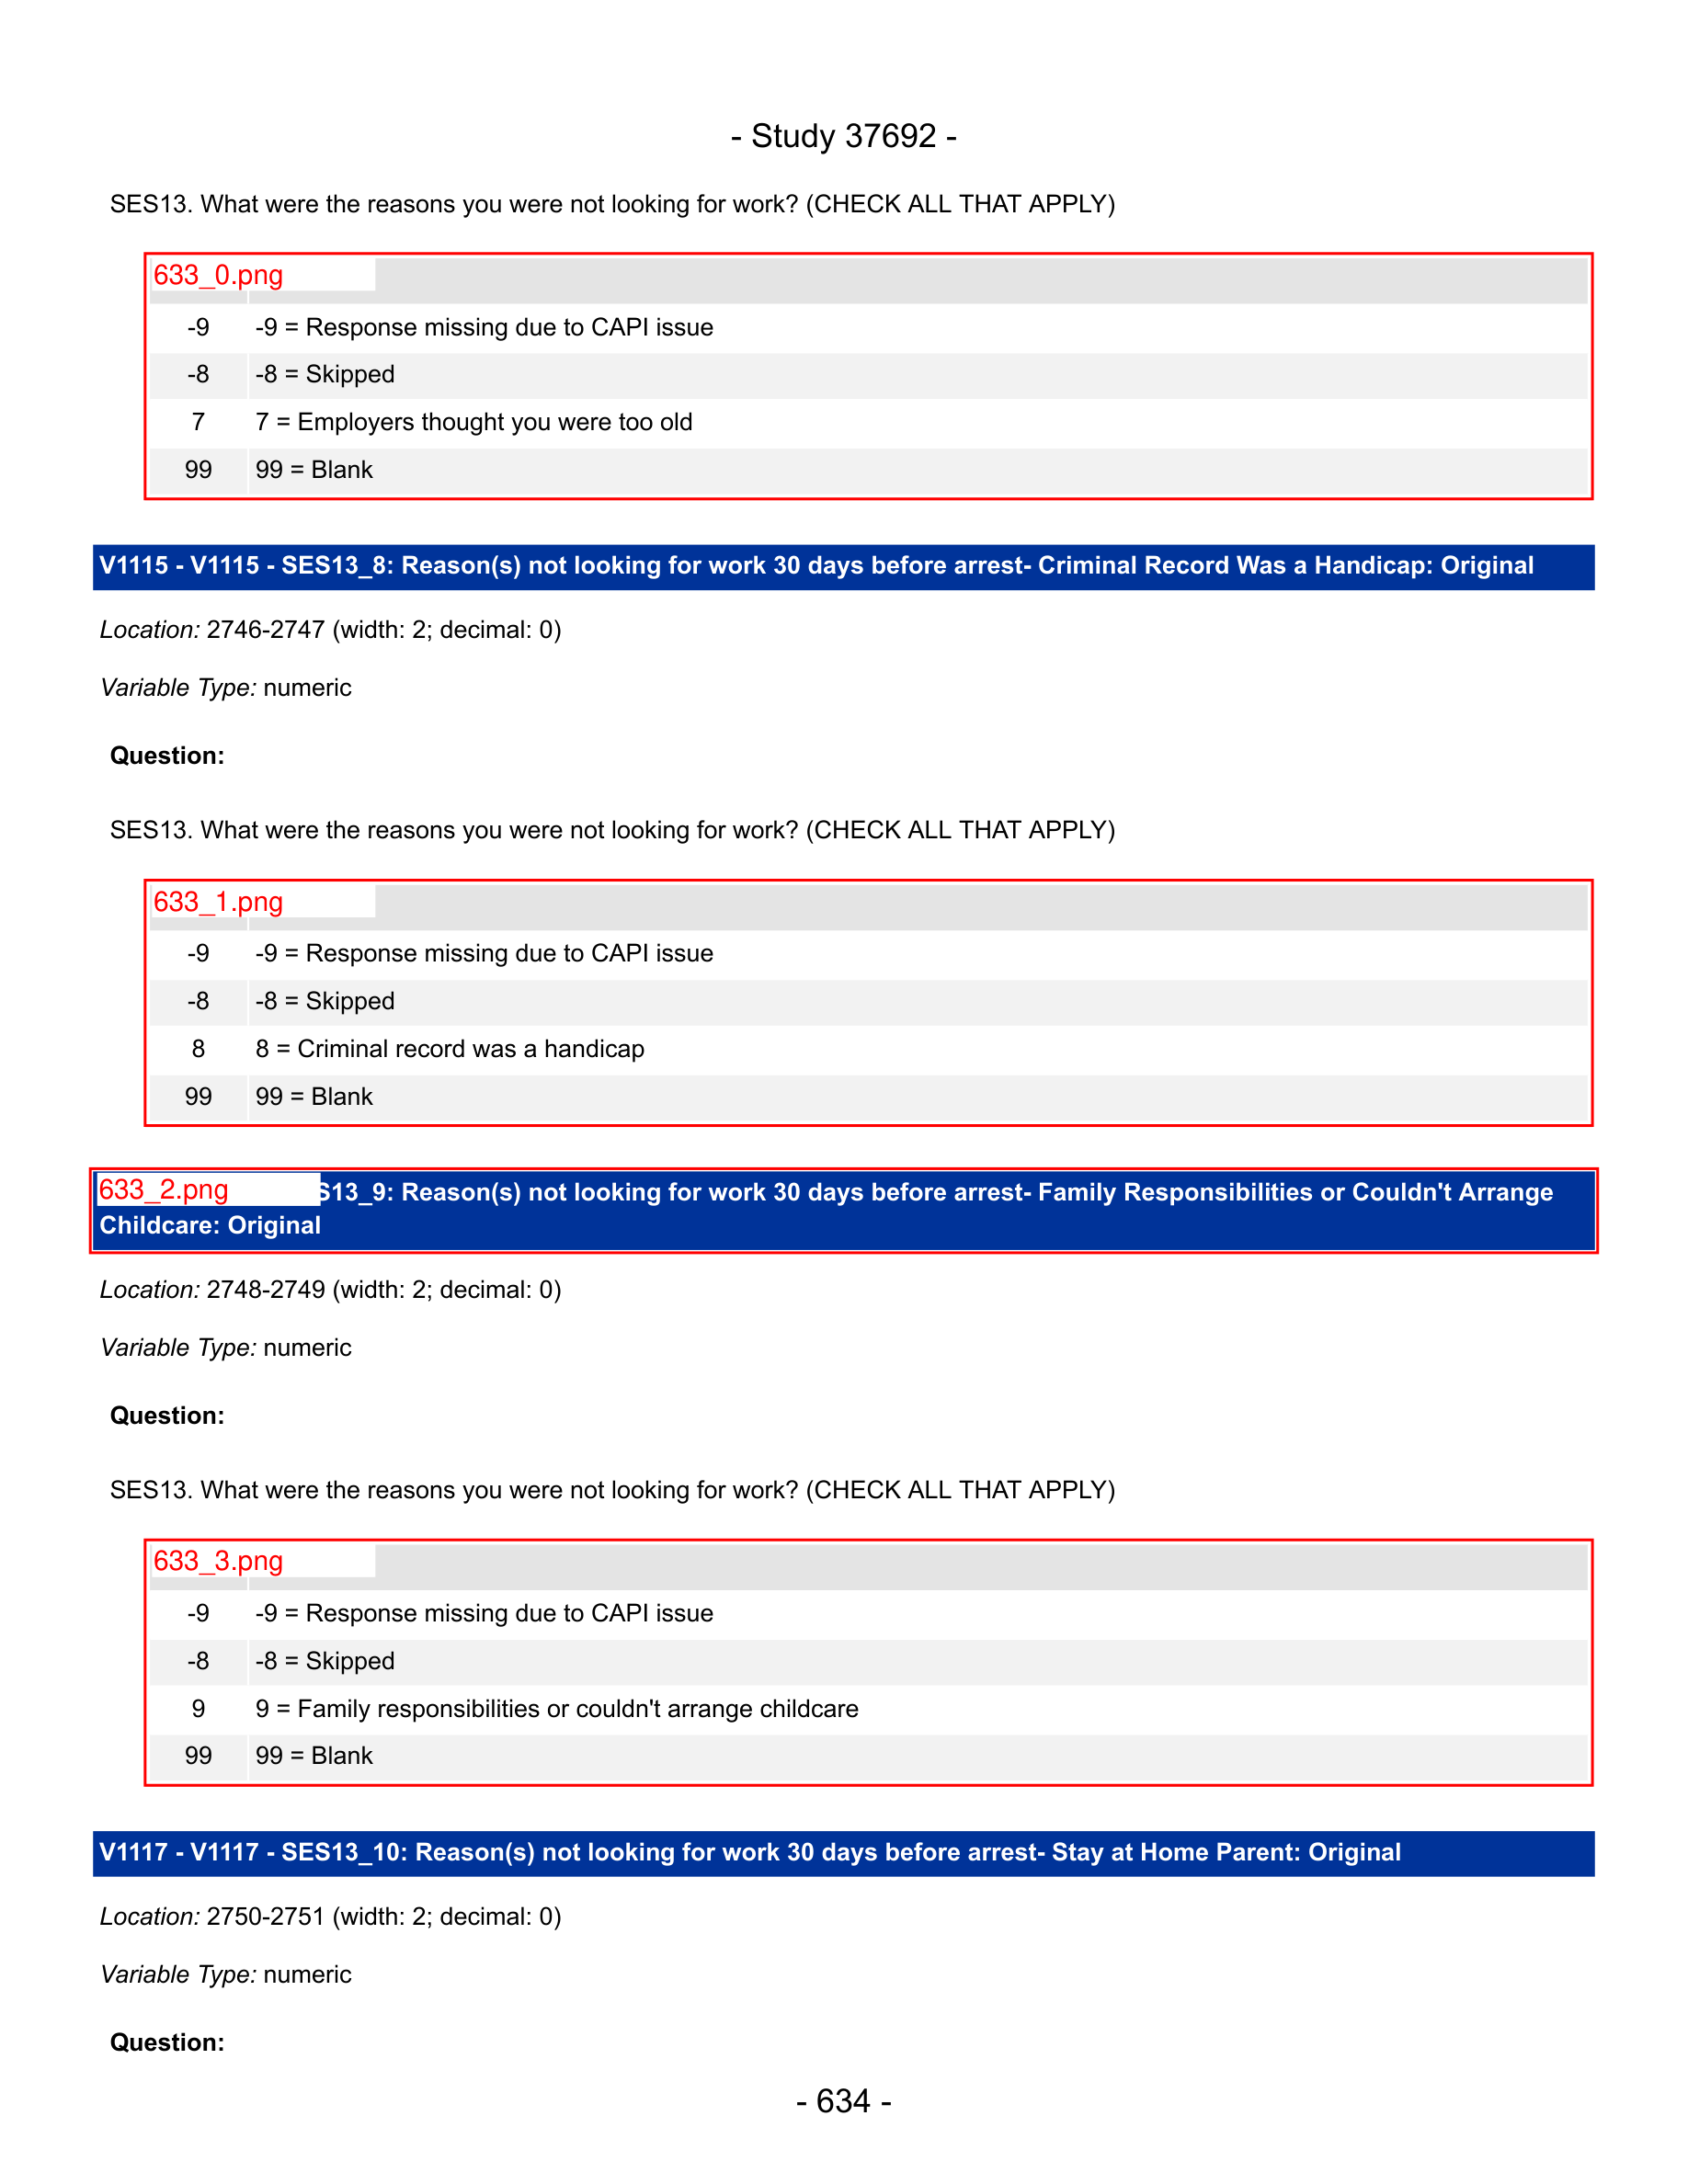 - Study 37692 -
SES13. What were the reasons you were not looking for work? (CHECK ALL THAT APPLY)
633_0.png
-9 -9 = Response missing due to CAPI issue
-8 -8 = Skipped
7 7 = Employers thought you were too old
99 99 = Blank
V1115 - V1115 - SES13_8: Reason(s) not looking for work 30 days before arrest- Criminal Record Was a Handicap: Original
Location: 2746-2747 (width: 2; decimal: 0)
Variable Type: numeric
Question:
SES13. What were the reasons you were not looking for work? (CHECK ALL THAT APPLY)
633_1.png
-9 -9 = Response missing due to CAPI issue
-8 -8 = Skipped
8 8 = Criminal record was a handicap
99 99 = Blank
633_2.png S13_9: Reason(s) not looking for work 30 days before arrest- Family Responsibilities or Couldn't Arrange
Childcare: Original
Location: 2748-2749 (width: 2; decimal: 0)
Variable Type: numeric
Question:
SES13. What were the reasons you were not looking for work? (CHECK ALL THAT APPLY)
633_3.png
-9 -9 = Response missing due to CAPI issue
-8 -8 = Skipped
9 9 = Family responsibilities or couldn't arrange childcare
99 99 = Blank
V1117 - V1117 - SES13_10: Reason(s) not looking for work 30 days before arrest- Stay at Home Parent: Original
Location: 2750-2751 (width: 2; decimal: 0)
Variable Type: numeric
Question:
- 634 -